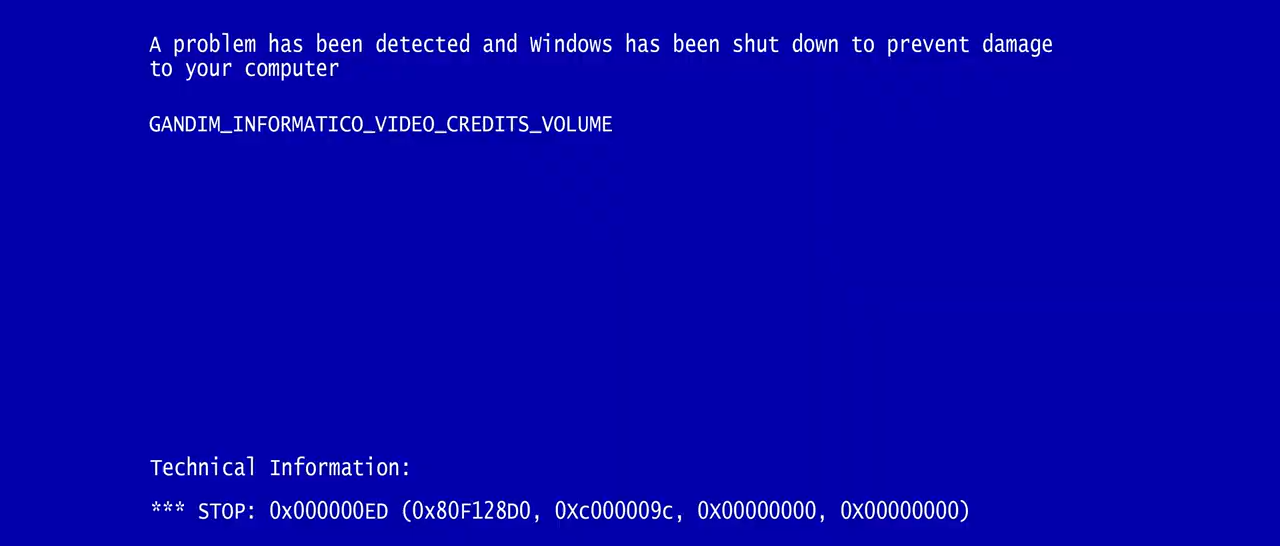 A problem has been detected and Windows has been shut down to prevent damage
to your computer
GANDIM_INFORMATICO_VIDEO_CREDITS_VOLUME
Technical Information:
*** STOP: 0x000000ED (0x80F128D0, 0Xc000009c, 0X00000000, 0X00000000)